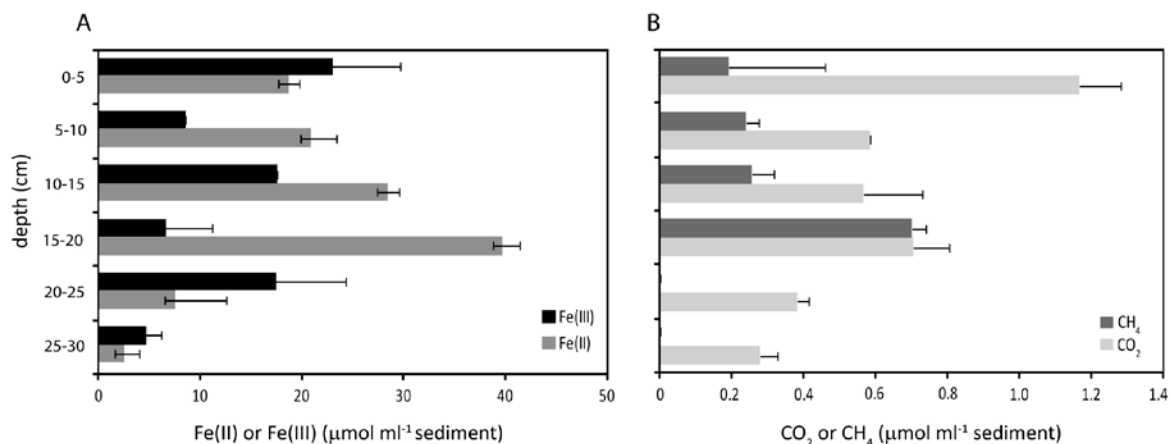 A
B
depth (cm)
0-5
5-10
10-15
15-20
20-25
25-30
Fe(III)
Fe(II)
0 10 20 30 40 50
Fe(II) or Fe(III) (μmol ml⁻¹ sediment)
CH₄
CO₂
0 0.2 0.4 0.6 0.8 1.0 1.2 1.4
CO₂ or CH₄ (μmol ml⁻¹ sediment)